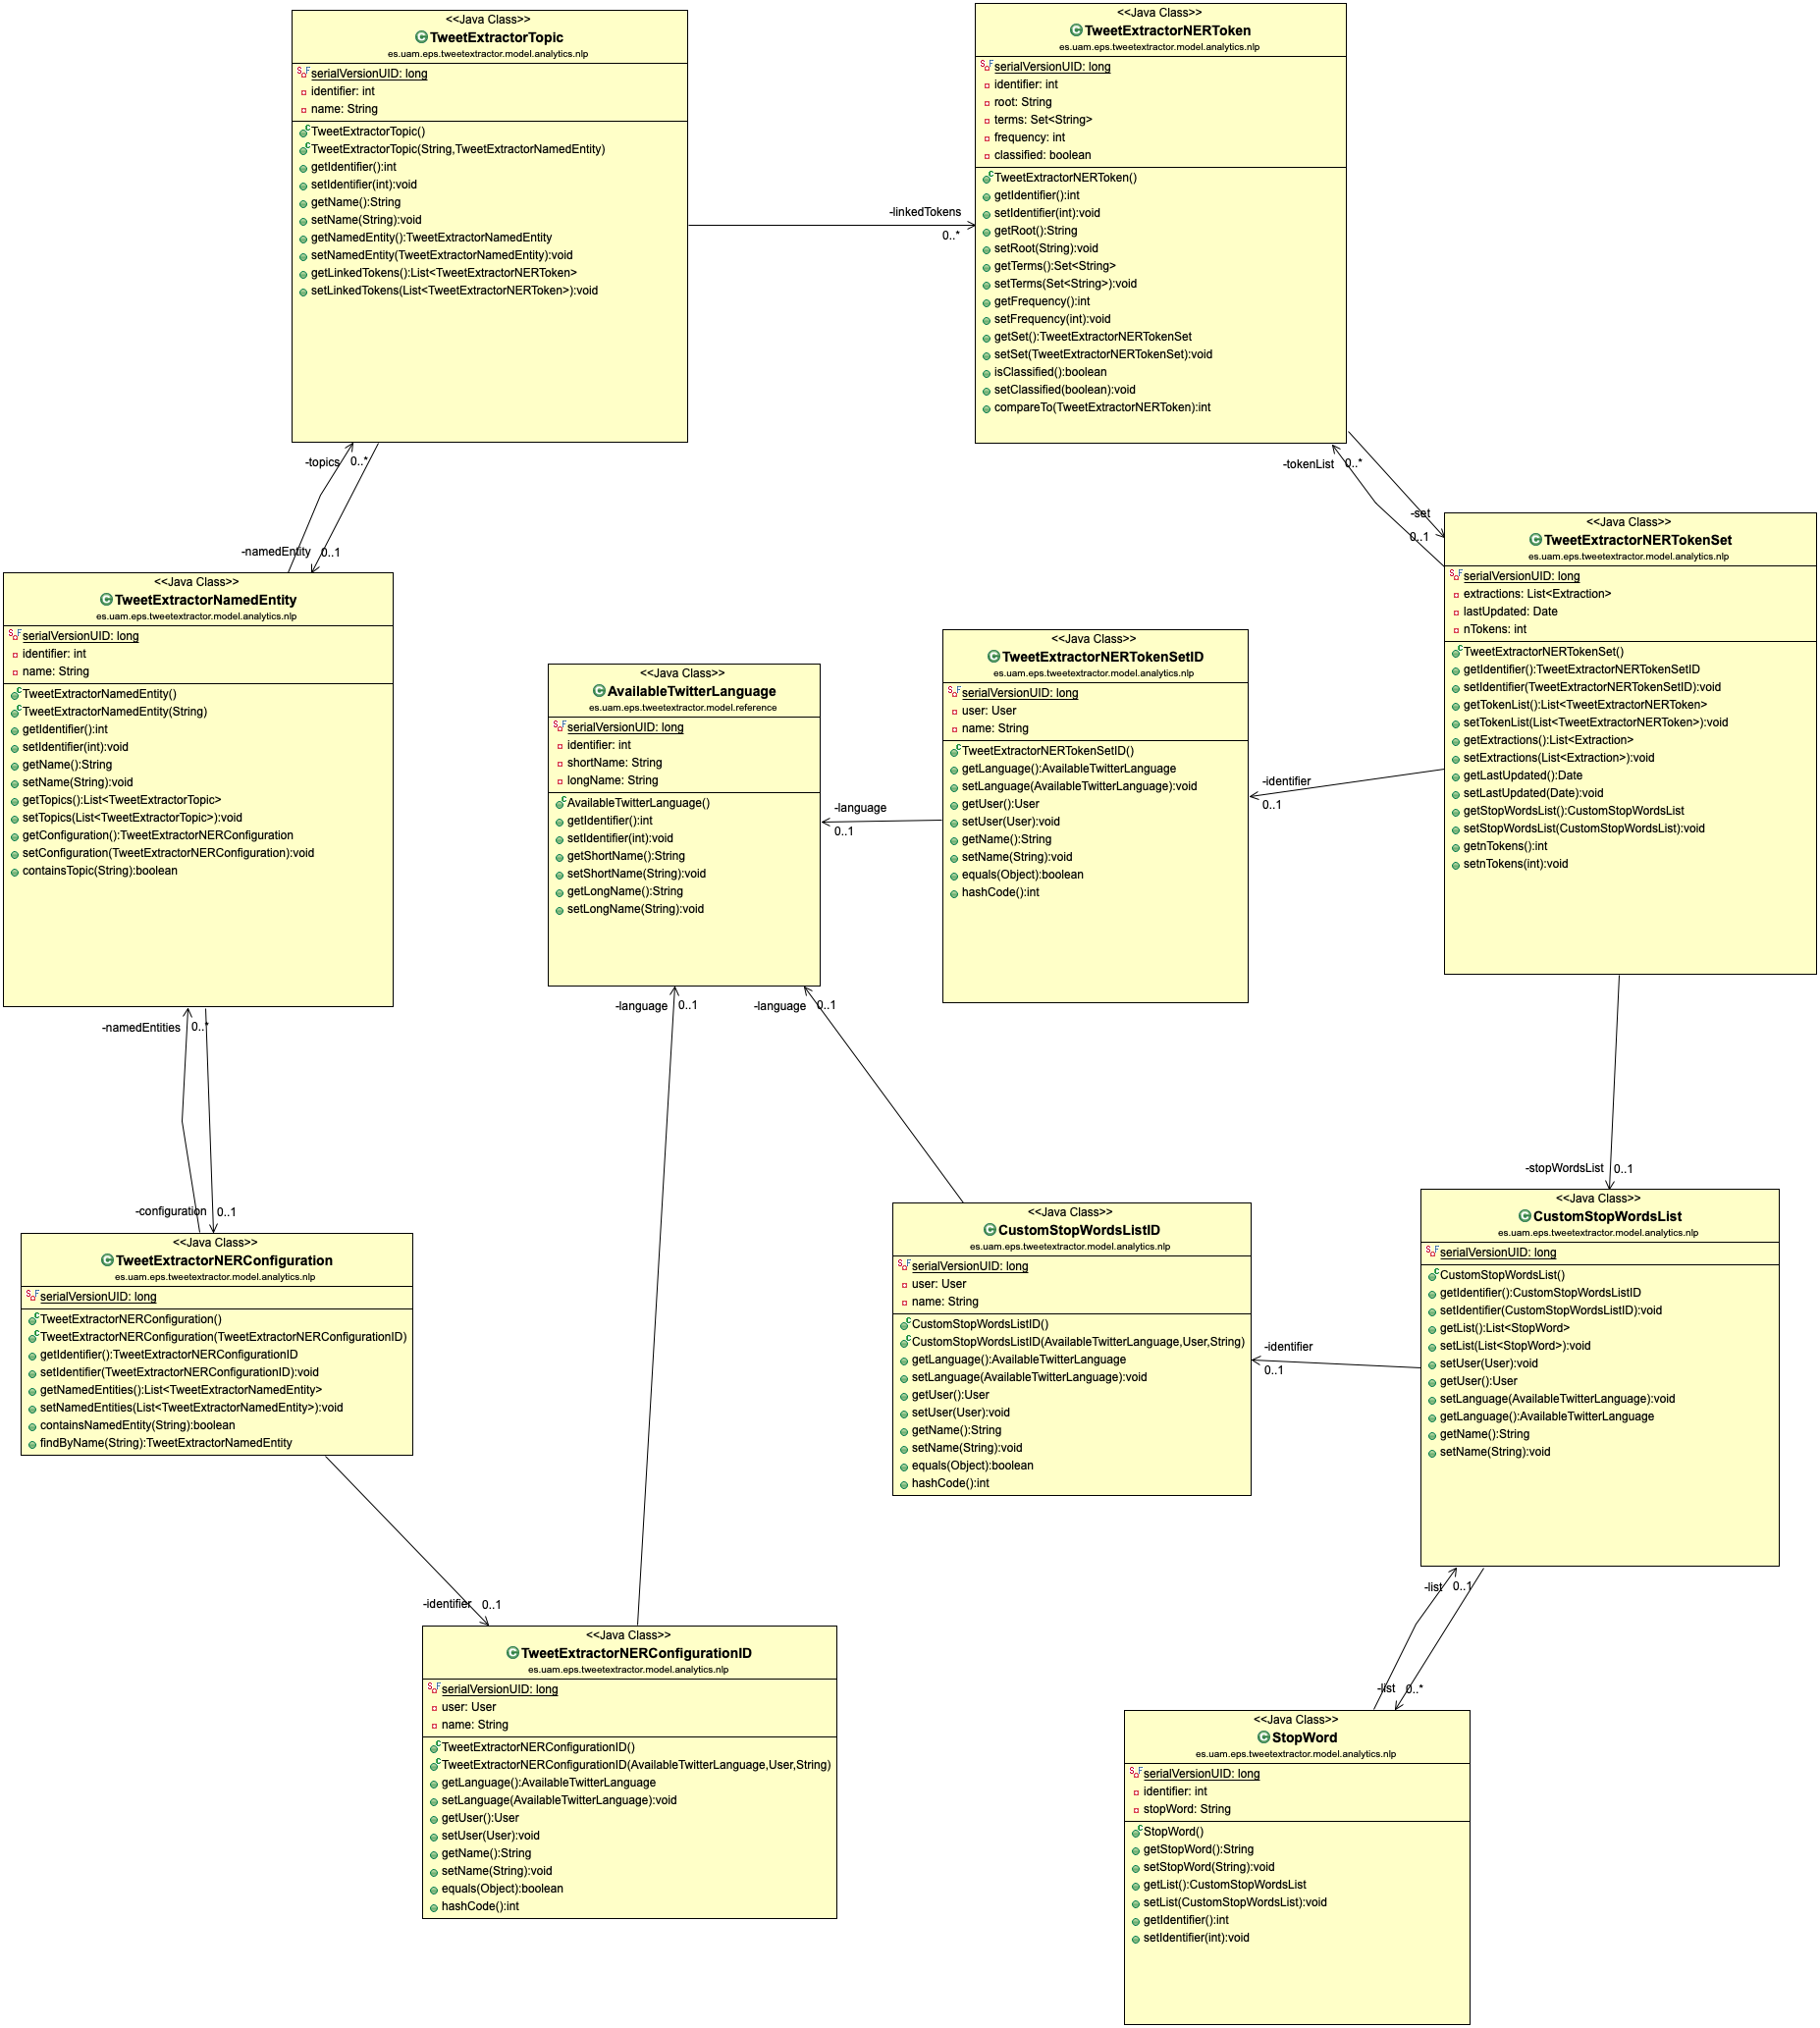 <<Java Class>>
TweetExtractorTopic
es.uam.eps.tweetextractor.model.analytics.nlp
serialVersionUID: long
identifier: int
name: String
TweetExtractorTopic()
TweetExtractorTopic(String,TweetExtractorNamedEntity)
getIdentifier():int
setIdentifier(int):void
getName():String
setName(String):void
getNamedEntity():TweetExtractorNamedEntity
setNamedEntity(TweetExtractorNamedEntity):void
getLinkedTokens():List<TweetExtractorNERToken>
setLinkedTokens(List<TweetExtractorNERToken>):void
-linkedTokens
0..*
<<Java Class>>
TweetExtractorNERToken
es.uam.eps.tweetextractor.model.analytics.nlp
serialVersionUID: long
identifier: int
root: String
terms: Set<String>
frequency: int
classified: boolean
TweetExtractorNERToken()
getIdentifier():int
setIdentifier(int):void
getRoot():String
setRoot(String):void
getTerms():Set<String>
setTerms(Set<String>):void
getFrequency():int
setFrequency(int):void
getSet():TweetExtractorNERTokenSet
setSet(TweetExtractorNERTokenSet):void
isClassified():boolean
setClassified(boolean):void
compareTo(TweetExtractorNERToken):int
-topics 0..*
-namedEntity 0..1
-tokenList 0..*
-set
0..1
<<Java Class>>
TweetExtractorNERTokenSet
es.uam.eps.tweetextractor.model.analytics.nlp
serialVersionUID: long
extractions: List<Extraction>
lastUpdated: Date
nTokens: int
TweetExtractorNERTokenSet()
getIdentifier():TweetExtractorNERTokenSetID
setIdentifier(TweetExtractorNERTokenSetID):void
getTokenList():List<TweetExtractorNERToken>
setTokenList(List<TweetExtractorNERToken>):void
getExtractions():List<Extraction>
setExtractions(List<Extraction>):void
getLastUpdated():Date
setLastUpdated(Date):void
getStopWordsList():CustomStopWordsList
setStopWordsList(CustomStopWordsList):void
getnTokens():int
setnTokens(int):void
<<Java Class>>
TweetExtractorNamedEntity
es.uam.eps.tweetextractor.model.analytics.nlp
serialVersionUID: long
identifier: int
name: String
TweetExtractorNamedEntity()
TweetExtractorNamedEntity(String)
getIdentifier():int
setIdentifier(int):void
getName():String
setName(String):void
getTopics():List<TweetExtractorTopic>
setTopics(List<TweetExtractorTopic>):void
getConfiguration():TweetExtractorNERConfiguration
setConfiguration(TweetExtractorNERConfiguration):void
containsTopic(String):boolean
<<Java Class>>
AvailableTwitterLanguage
es.uam.eps.tweetextractor.model.reference
serialVersionUID: long
identifier: int
shortName: String
longName: String
AvailableTwitterLanguage()
getIdentifier():int
setIdentifier(int):void
getShortName():String
setShortName(String):void
getLongName():String
setLongName(String):void
-language
0..1
<<Java Class>>
TweetExtractorNERTokenSetID
es.uam.eps.tweetextractor.model.analytics.nlp
serialVersionUID: long
user: User
name: String
TweetExtractorNERTokenSetID()
getLanguage():AvailableTwitterLanguage
setLanguage(AvailableTwitterLanguage):void
getUser():User
setUser(User):void
getName():String
setName(String):void
equals(Object):boolean
hashCode():int
-identifier
0..1
-language 0..1
-language 0..1
-namedEntities 0..*
-configuration 0..1
-stopWordsList 0..1
<<Java Class>>
TweetExtractorNERConfiguration
es.uam.eps.tweetextractor.model.analytics.nlp
serialVersionUID: long
TweetExtractorNERConfiguration()
TweetExtractorNERConfiguration(TweetExtractorNERConfigurationID)
getIdentifier():TweetExtractorNERConfigurationID
setIdentifier(TweetExtractorNERConfigurationID):void
getNamedEntities():List<TweetExtractorNamedEntity>
setNamedEntities(List<TweetExtractorNamedEntity>):void
containsNamedEntity(String):boolean
findByName(String):TweetExtractorNamedEntity
<<Java Class>>
CustomStopWordsListID
es.uam.eps.tweetextractor.model.analytics.nlp
serialVersionUID: long
user: User
name: String
CustomStopWordsListID()
CustomStopWordsListID(AvailableTwitterLanguage,User,String)
getLanguage():AvailableTwitterLanguage
setLanguage(AvailableTwitterLanguage):void
getUser():User
setUser(User):void
getName():String
setName(String):void
equals(Object):boolean
hashCode():int
-identifier
0..1
<<Java Class>>
CustomStopWordsList
es.uam.eps.tweetextractor.model.analytics.nlp
serialVersionUID: long
CustomStopWordsList()
getIdentifier():CustomStopWordsListID
setIdentifier(CustomStopWordsListID):void
getList():List<StopWord>
setList(List<StopWord>):void
setUser(User):void
getUser():User
setLanguage(AvailableTwitterLanguage):void
getLanguage():AvailableTwitterLanguage
getName():String
setName(String):void
-identifier 0..1
-list 0..1
-list 0..*
<<Java Class>>
TweetExtractorNERConfigurationID
es.uam.eps.tweetextractor.model.analytics.nlp
serialVersionUID: long
user: User
name: String
TweetExtractorNERConfigurationID()
TweetExtractorNERConfigurationID(AvailableTwitterLanguage,User,String)
getLanguage():AvailableTwitterLanguage
setLanguage(AvailableTwitterLanguage):void
getUser():User
setUser(User):void
getName():String
setName(String):void
equals(Object):boolean
hashCode():int
<<Java Class>>
StopWord
es.uam.eps.tweetextractor.model.analytics.nlp
serialVersionUID: long
identifier: int
stopWord: String
StopWord()
getStopWord():String
setStopWord(String):void
getList():CustomStopWordsList
setList(CustomStopWordsList):void
getIdentifier():int
setIdentifier(int):void